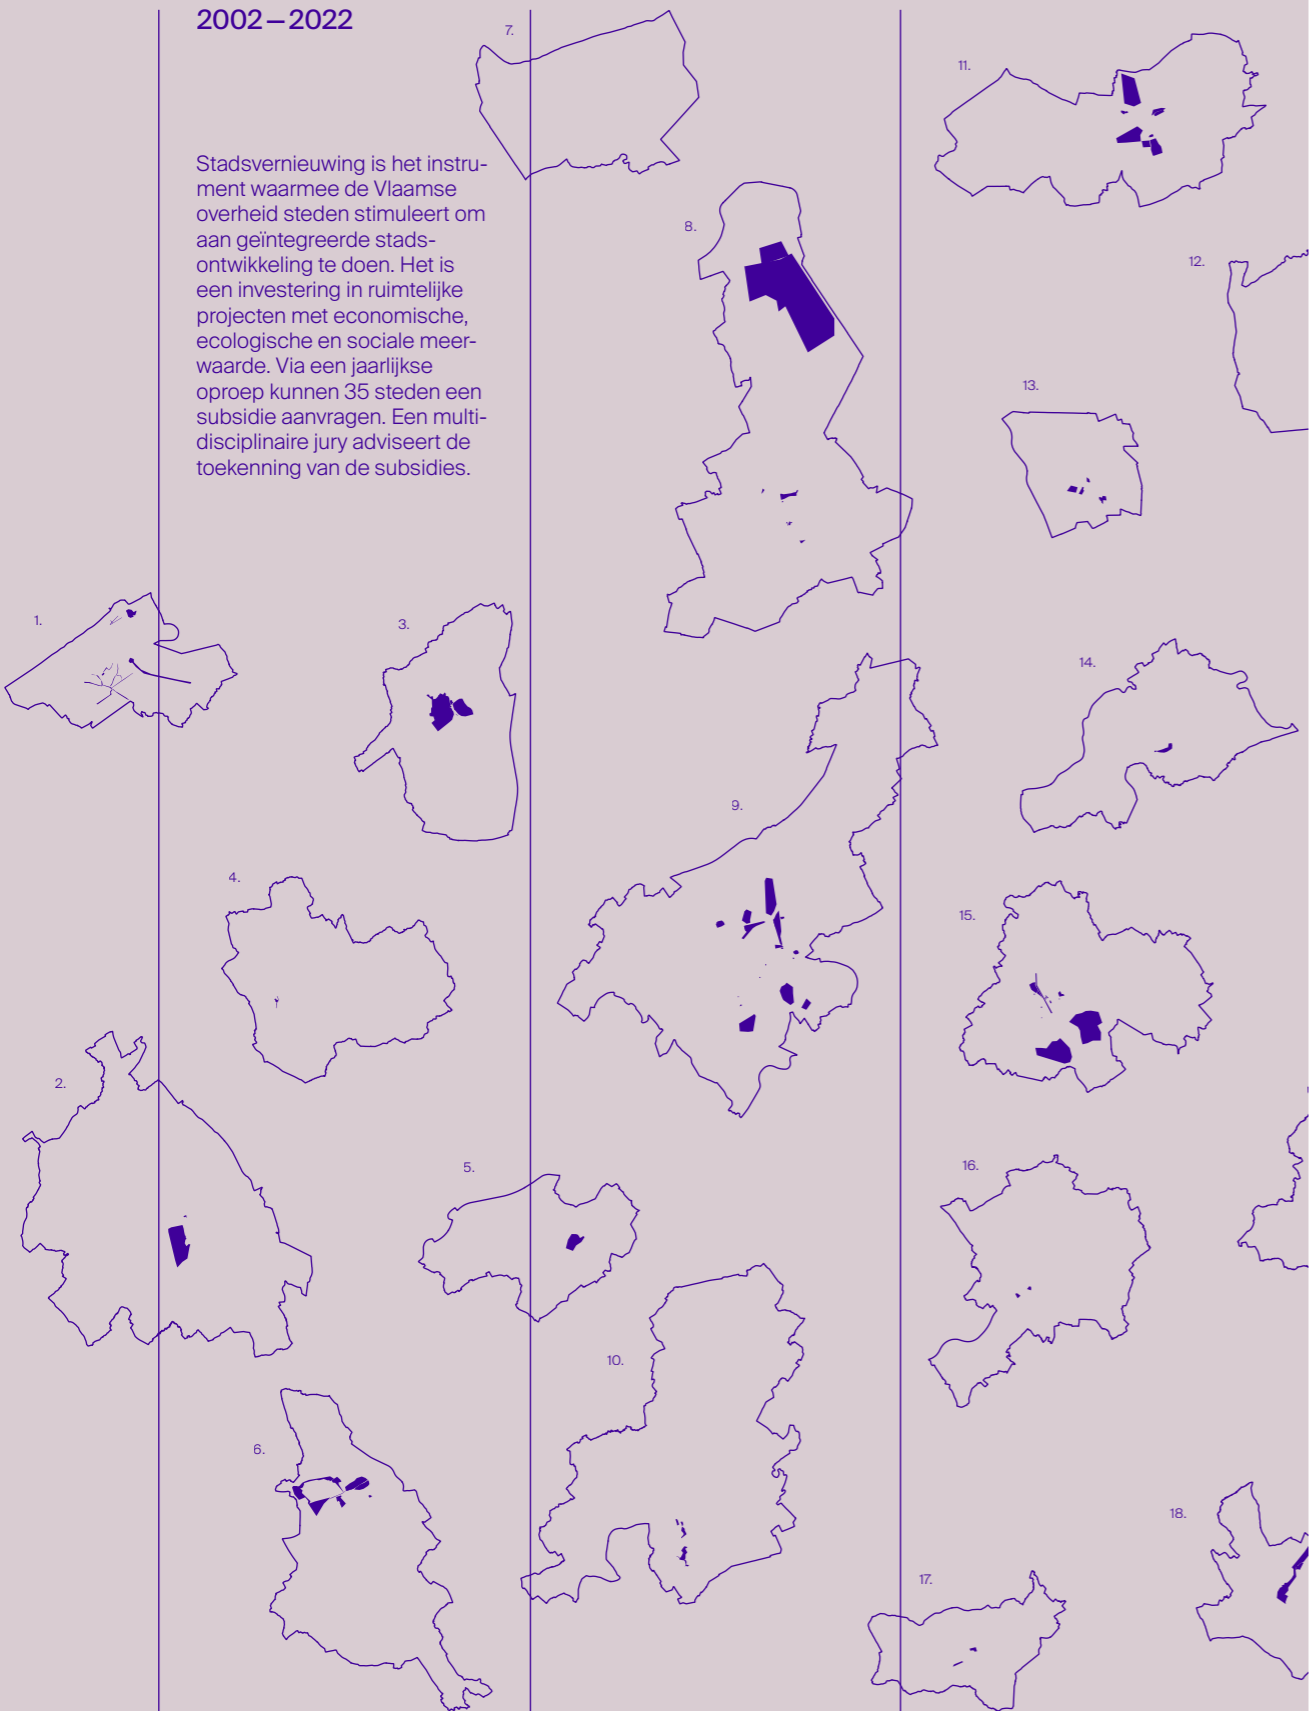 2002—2022
Stadsvernieuwing is het instru-
ment waarmee de Vlaamse
overheid steden stimuleert om
aan geïntegreerde stads-
ontwikkeling te doen. Het is
een investering in ruimtelijke
projecten met economische,
ecologische en sociale meer-
waarde. Via een jaarlijkse
oproep kunnen 35 steden een
subsidie aanvragen. Een multi-
disciplinaire jury adviseert de
toekenning van de subsidies.
1.
2.
3.
4.
5.
6.
7.
8.
9.
10.
11.
12.
13.
14.
15.
16.
17.
18.